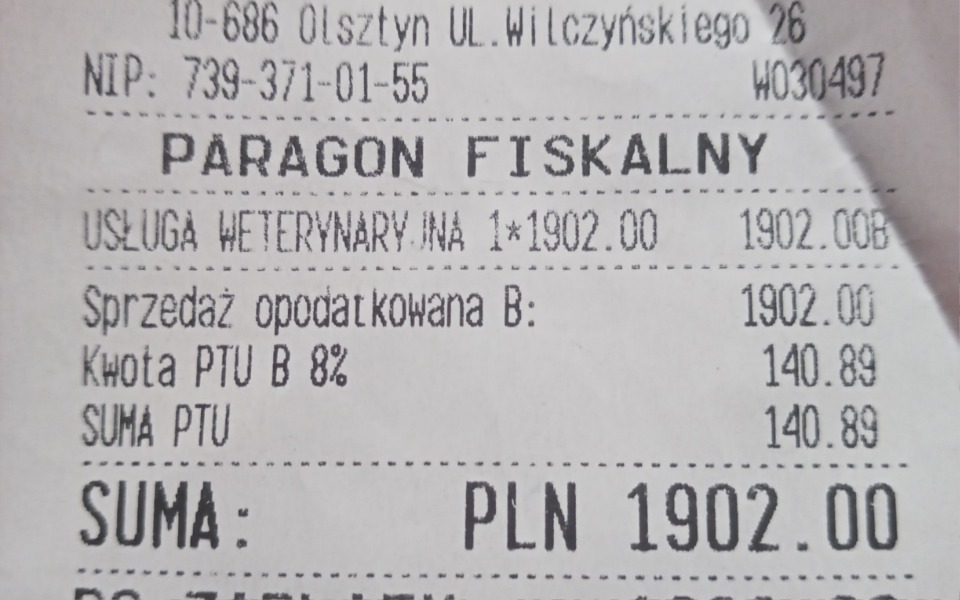 10-686 Olsztyn UL.Wilczyńskiego 26
NIP: 739-371-01-55 W030497
PARAGON FISKALNY
USŁUGA WETERYNARYJNA 1*1902.00 1902.00B
Sprzedaż opodatkowana B: 1902.00
Kwota PTU B 8% 140.89
SUMA PTU 140.89
SUMA: PLN 1902.00